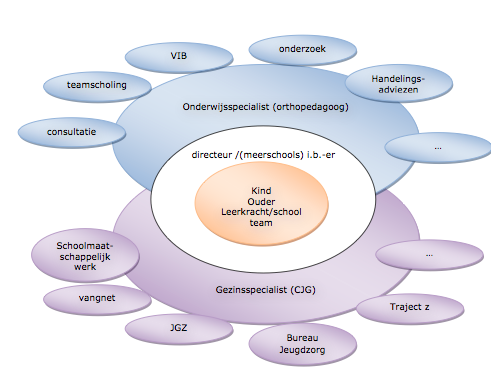 onderzoek
VIB
Handelings-
adviezen
teamscholing
Onderwijsspecialist (orthopedagoog)
consultatie
...
directeur /(meerschools) i.b.-er
Kind
Ouder
Leerkracht/school
team
Schoolmaat-
schappelijk
werk
...
Gezinsspecialist (CJG)
vangnet
Traject z
JGZ
Bureau
Jeugdzorg